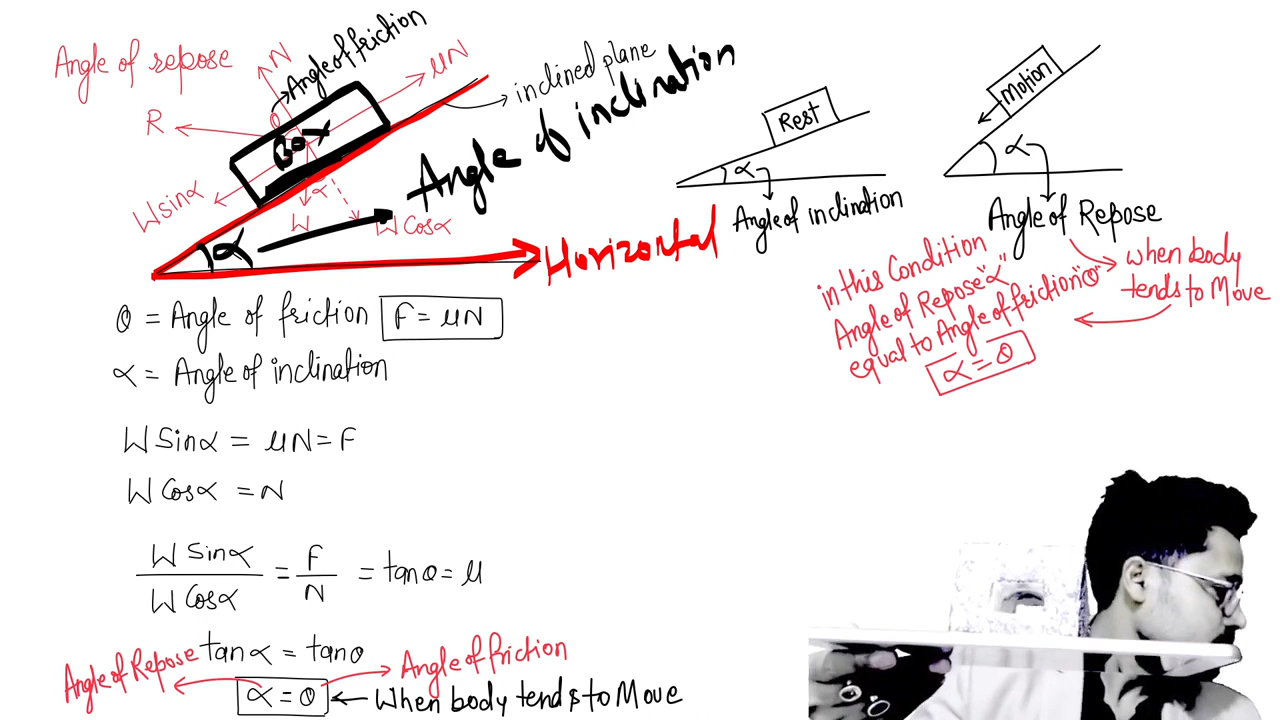 Angle of repose
N
Angle of friction
μN
inclined plane
R
θ
Box
Angle of inclination
W sinα
α
W
W Cosα
α
Horizontal
Rest
α
Angle of inclination
Motion
α
Angle of Repose
when body
tends to Move
in this Condition
Angle of Repose "α"
equal to Angle of friction "θ"
α = θ
θ = Angle of friction F = μN
α = Angle of inclination
W Sinα = μN = F
W Cosα = N
W Sinα / W Cosα = F / N = tanθ = μ
Angle of Repose tanα = tanθ
Angle of friction
α = θ ← When body tends to Move